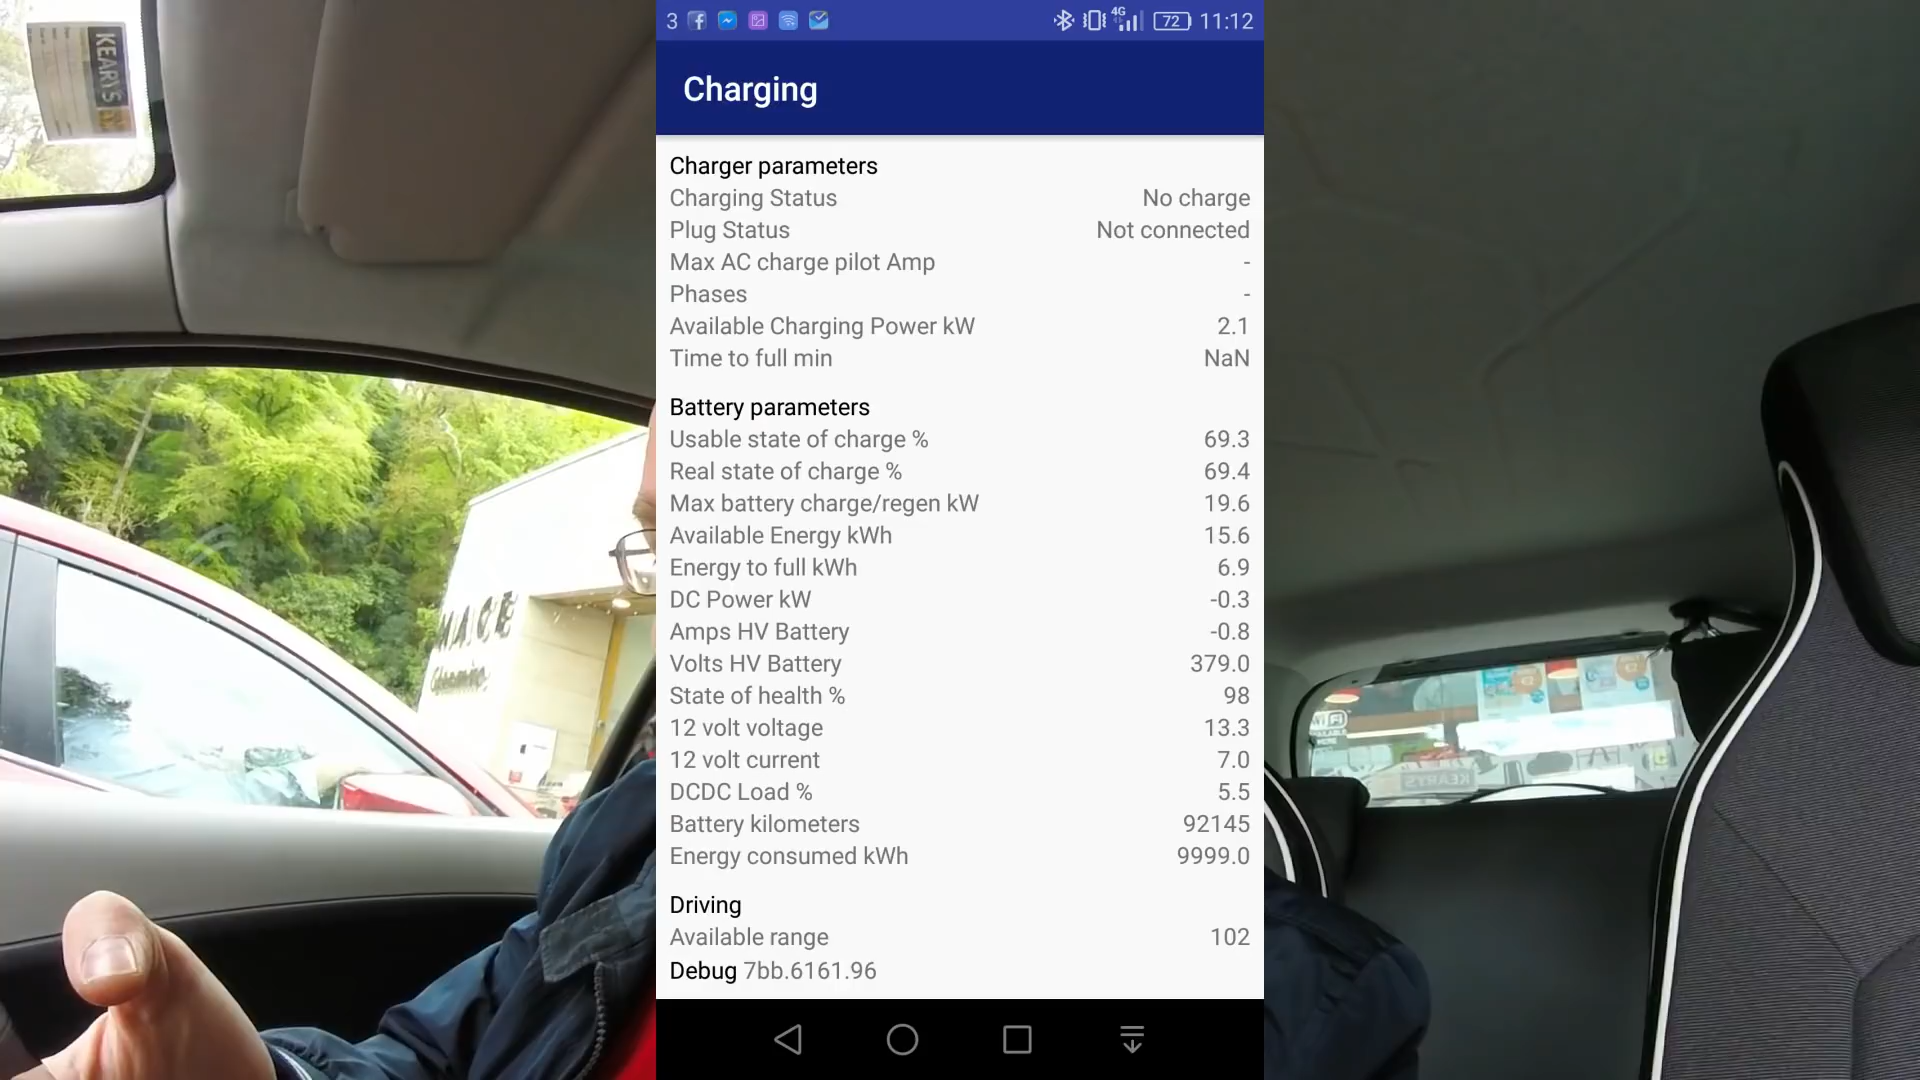 3 4G 72 11:12
Charging
Charger parameters
Charging Status No charge
Plug Status Not connected
Max AC charge pilot Amp -
Phases -
Available Charging Power kW 2.1
Time to full min NaN
Battery parameters
Usable state of charge % 69.3
Real state of charge % 69.4
Max battery charge/regen kW 19.6
Available Energy kWh 15.6
Energy to full kWh 6.9
DC Power kW -0.3
Amps HV Battery -0.8
Volts HV Battery 379.0
State of health % 98
12 volt voltage 13.3
12 volt current 7.0
DCDC Load % 5.5
Battery kilometers 92145
Energy consumed kWh 9999.0
Driving
Available range 102
Debug 7bb.6161.96
KEARYS
MACE
WiFi
KEARYS